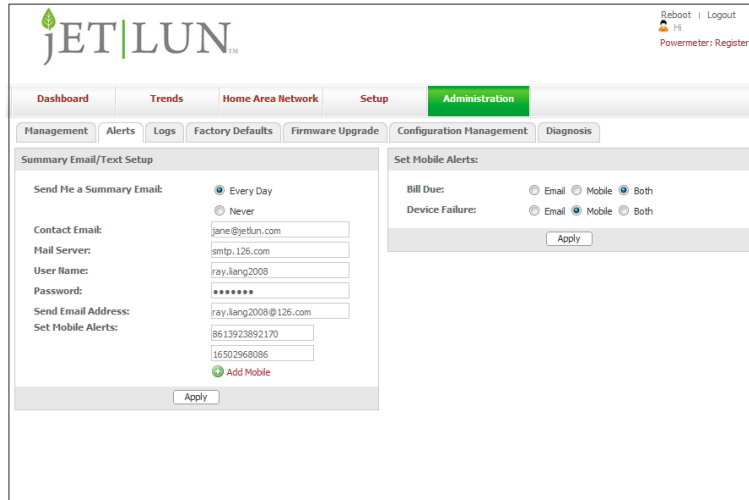 Reboot | Logout
JET|LUN™
Hi
Powermeter: Register
Dashboard Trends Home Area Network Setup Administration
Management Alerts Logs Factory Defaults Firmware Upgrade Configuration Management Diagnosis
Summary Email/Text Setup
Send Me a Summary Email: Every Day
Never
Contact Email: jane@jetlun.com
Mail Server: smtp.126.com
User Name: ray.liang2008
Password: •••••••
Send Email Address: ray.liang2008@126.com
Set Mobile Alerts: 8613923892170
16502968086
Add Mobile
Apply
Set Mobile Alerts:
Bill Due: Email Mobile Both
Device Failure: Email Mobile Both
Apply